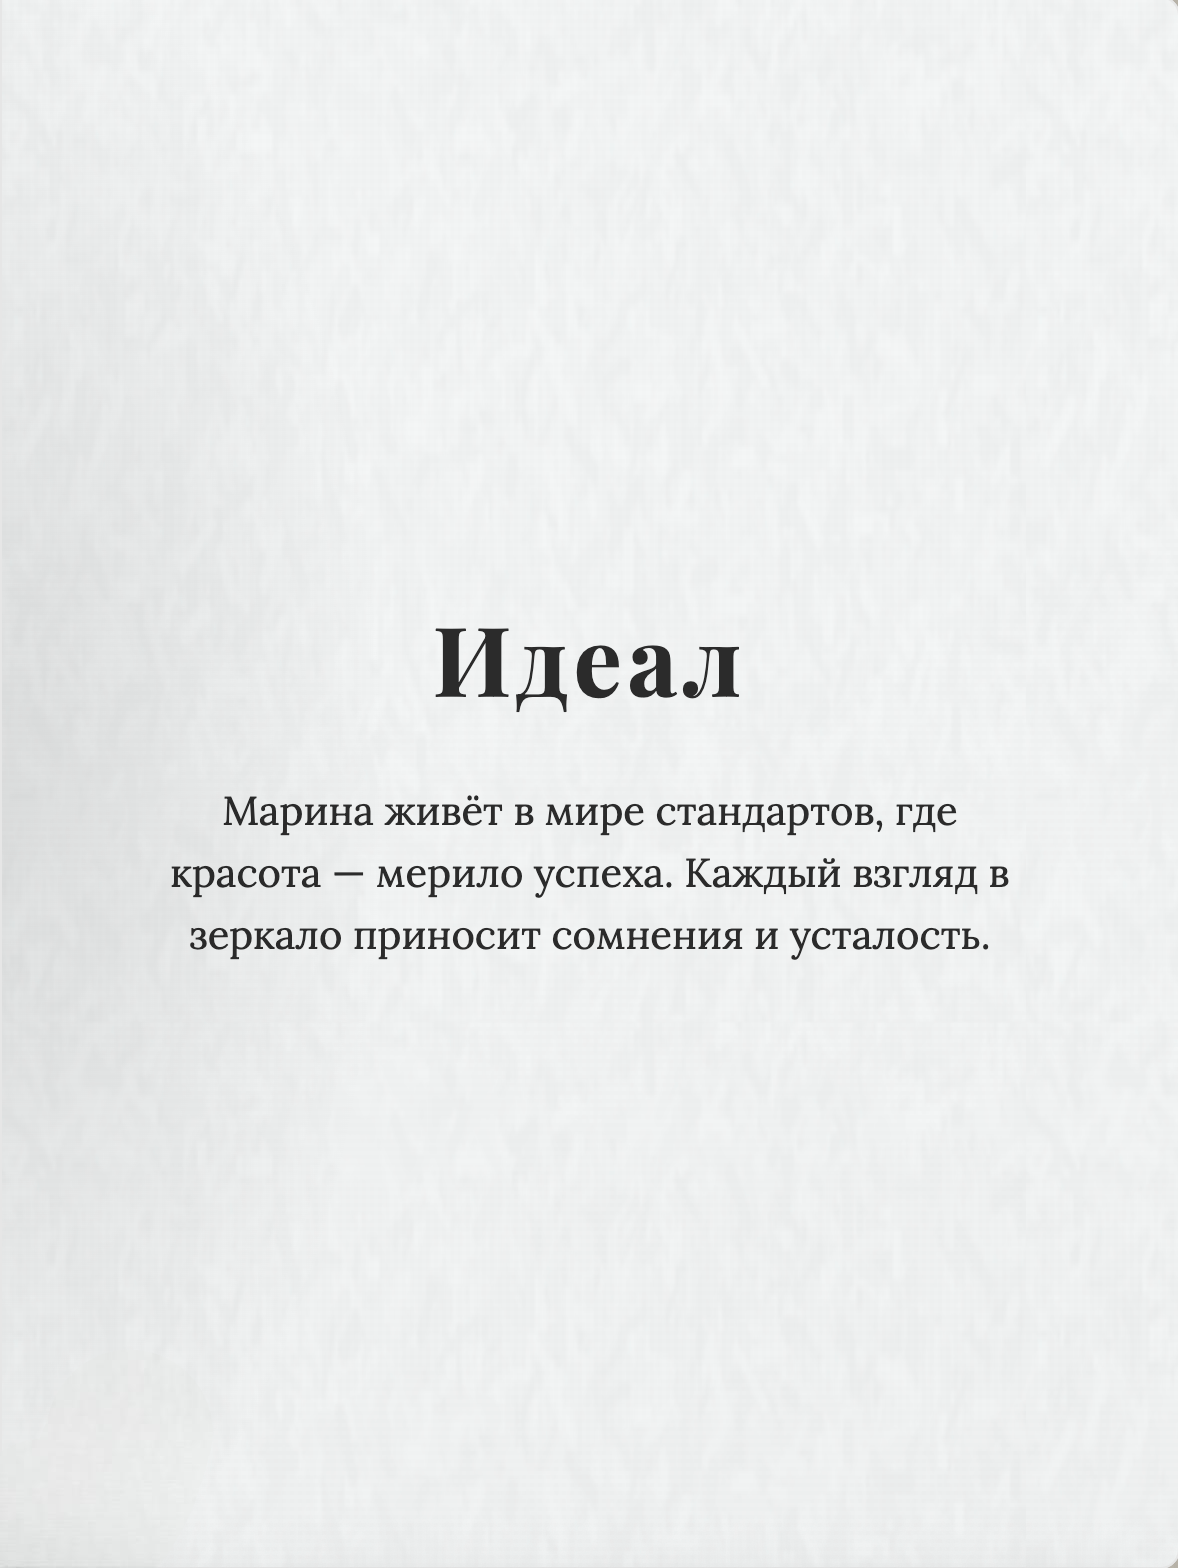 Идеал
Марина живёт в мире стандартов, где
красота — мерило успеха. Каждый взгляд в
зеркало приносит сомнения и усталость.